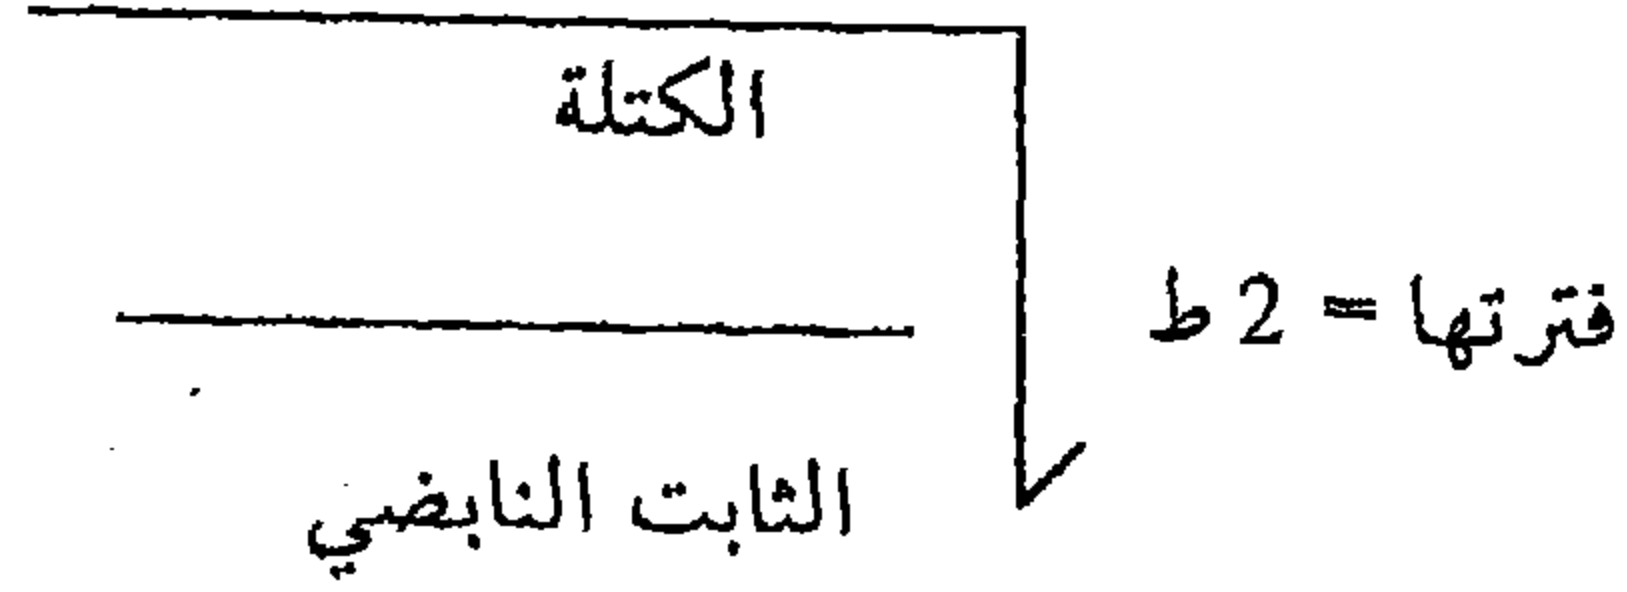 الكتلة
فترتها = 2 ط
الثابت النابضي